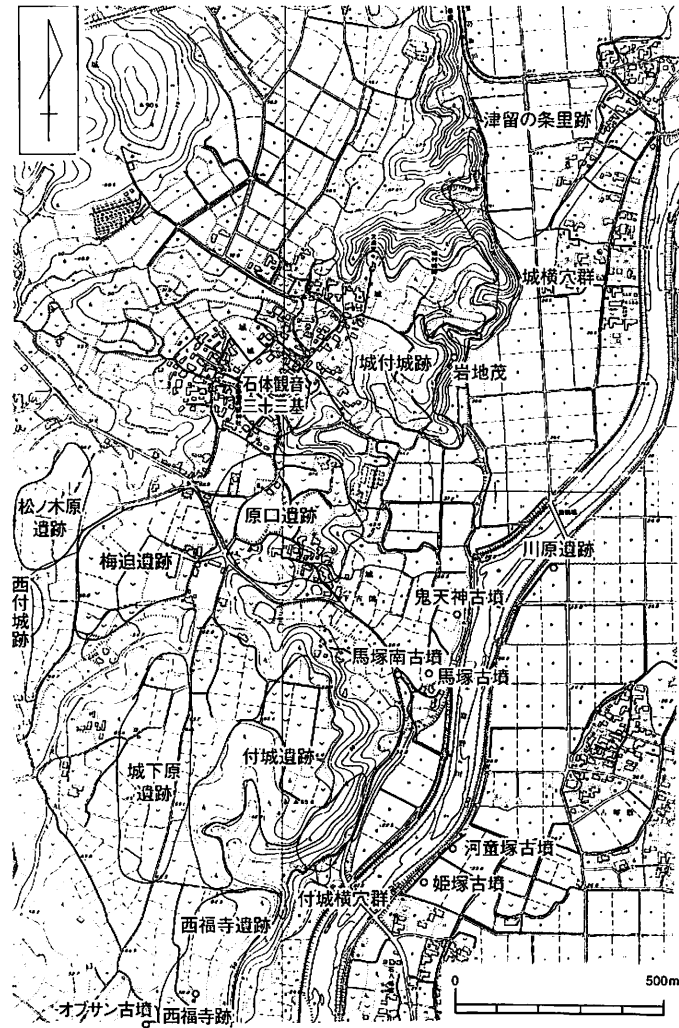 津留の条里跡
城横穴群
城付城跡
岩地茂
石体観音
三十三基
松ノ木原
遺跡
原口遺跡
川原遺跡
梅迫遺跡
西付城跡
鬼天神古墳
馬塚南古墳
馬塚古墳
付城遺跡
城下原
遺跡
河童塚古墳
姫塚古墳
付城横穴群
西福寺遺跡
オブサン古墳
西福寺跡
0
500m